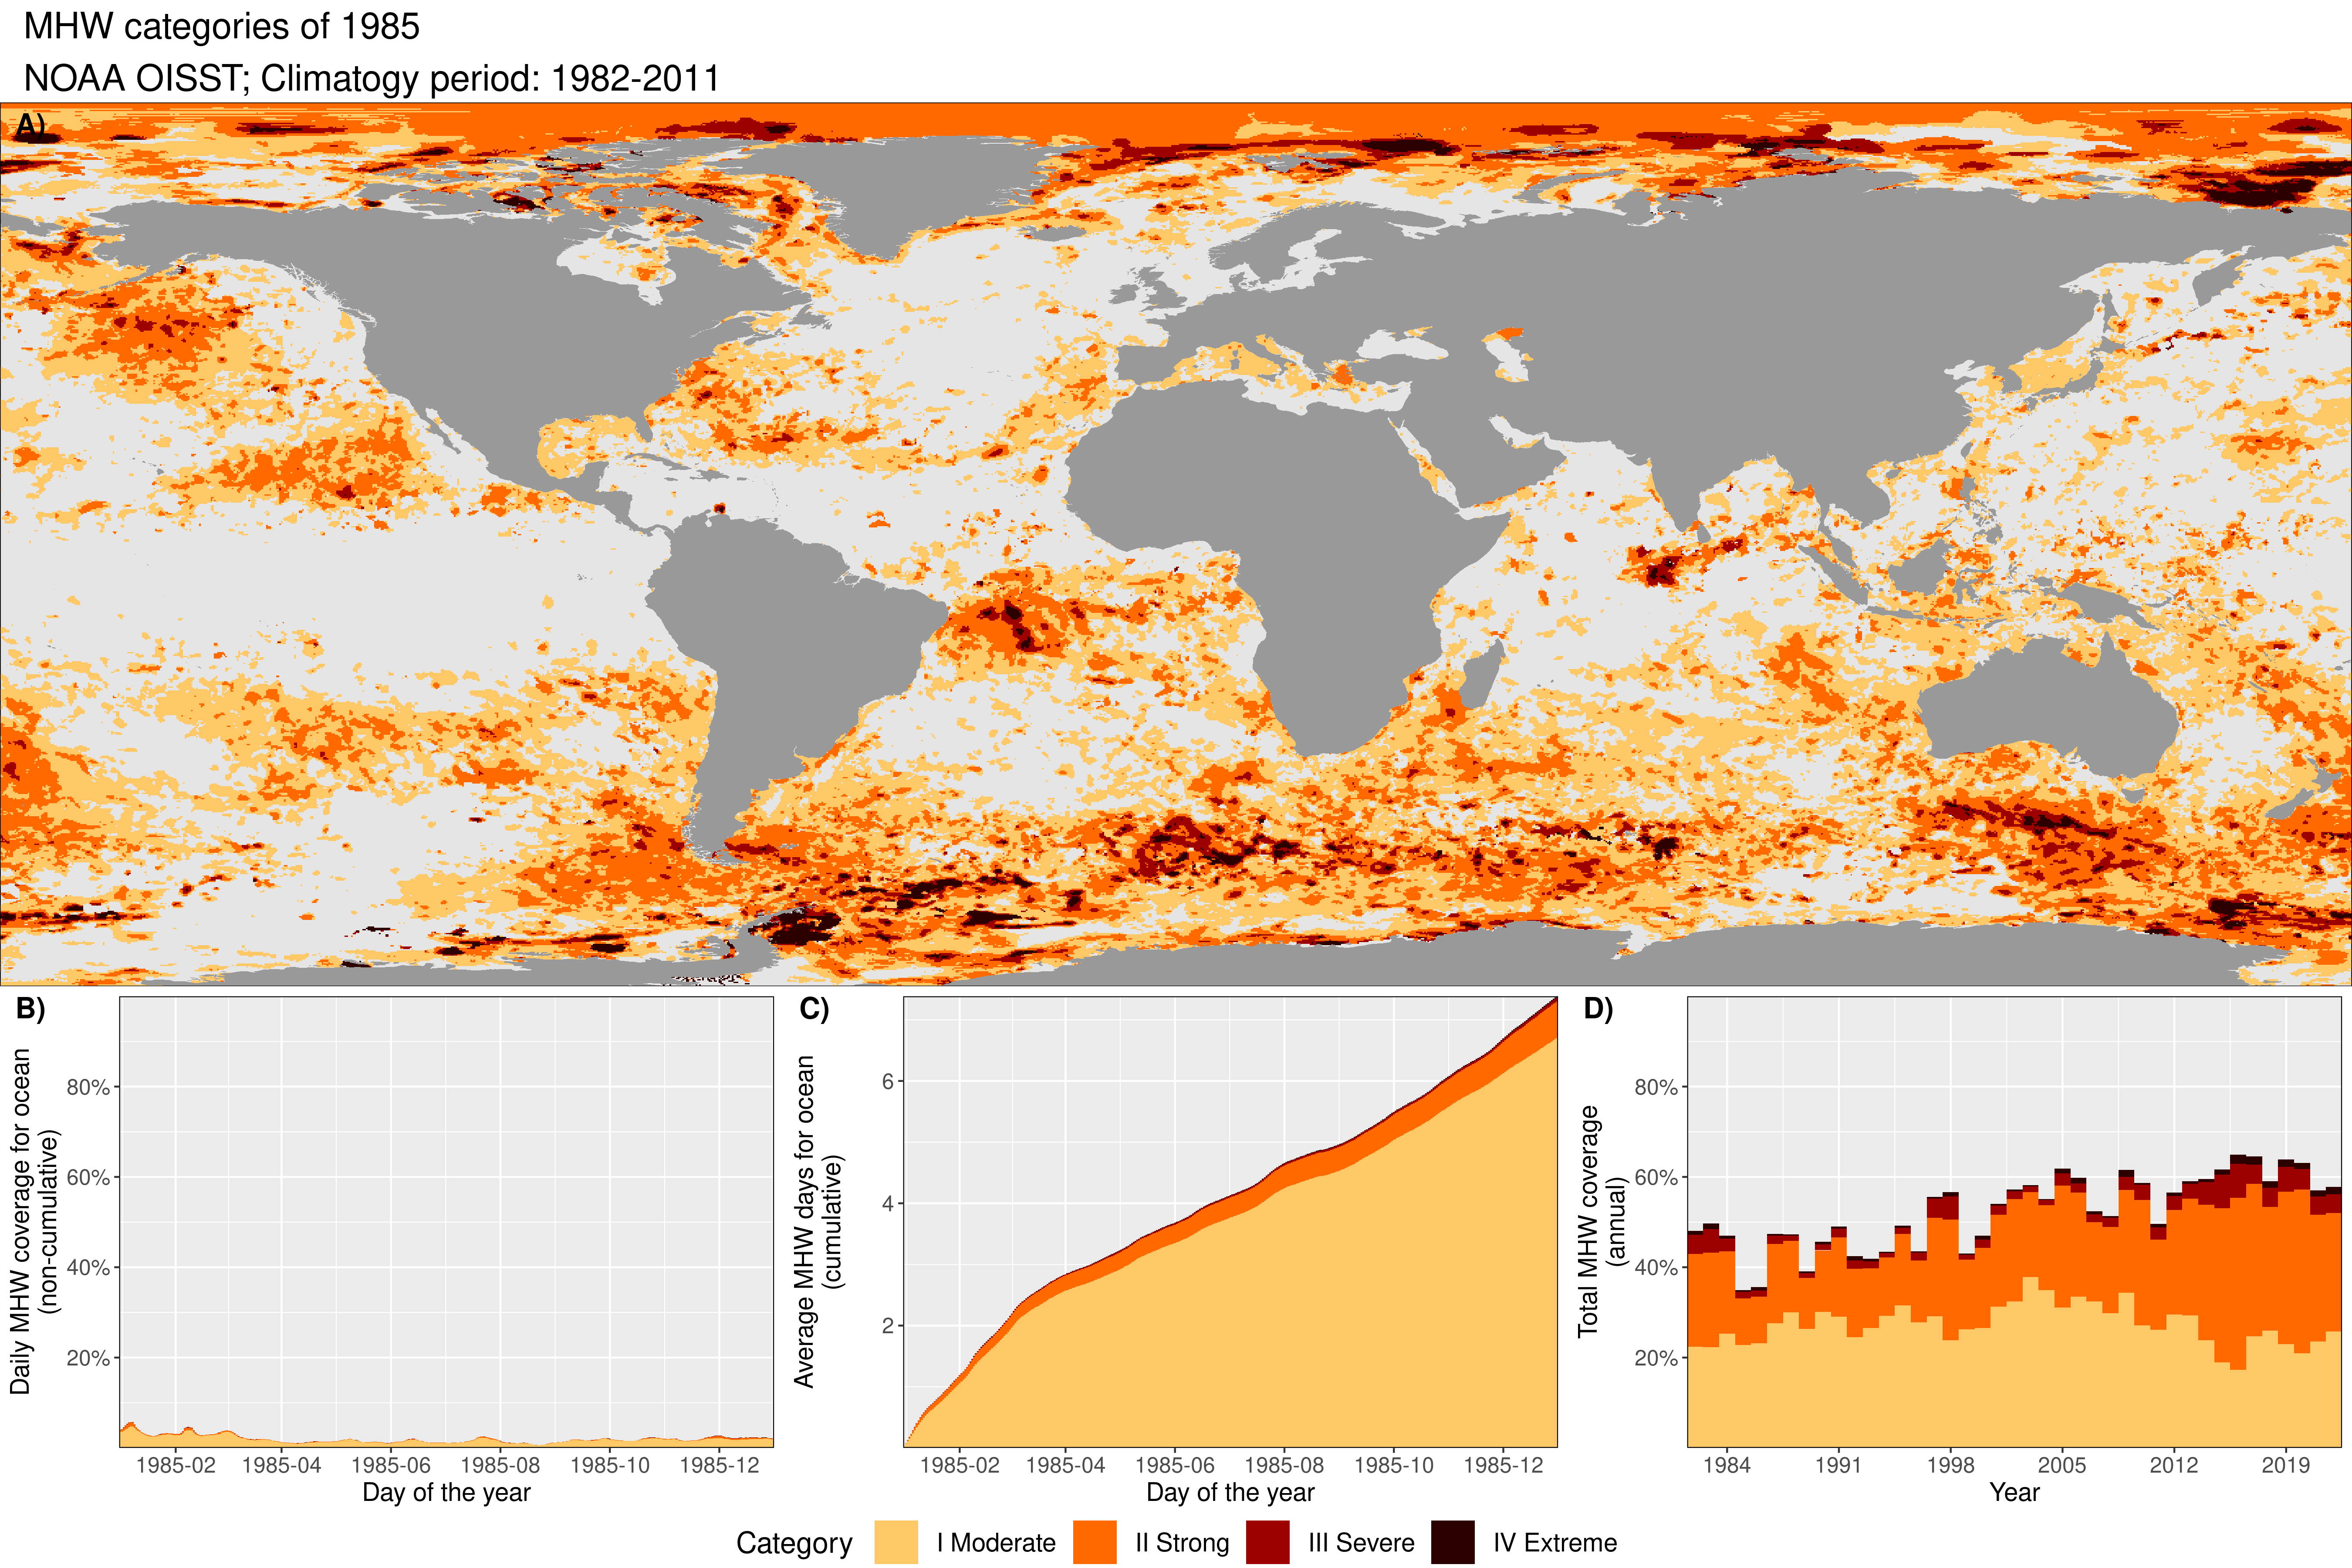 MHW categories of 1985
NOAA OISST; Climatogy period: 1982-2011
A)
B)
Daily MHW coverage for ocean
(non-cumulative)
80%
60%
40%
20%
1985-02 1985-04 1985-06 1985-08 1985-10 1985-12
Day of the year
C)
Average MHW days for ocean
(cumulative)
6
4
2
1985-02 1985-04 1985-06 1985-08 1985-10 1985-12
Day of the year
D)
Total MHW coverage
(annual)
80%
60%
40%
20%
1984 1991 1998 2005 2012 2019
Year
Category I Moderate II Strong III Severe IV Extreme